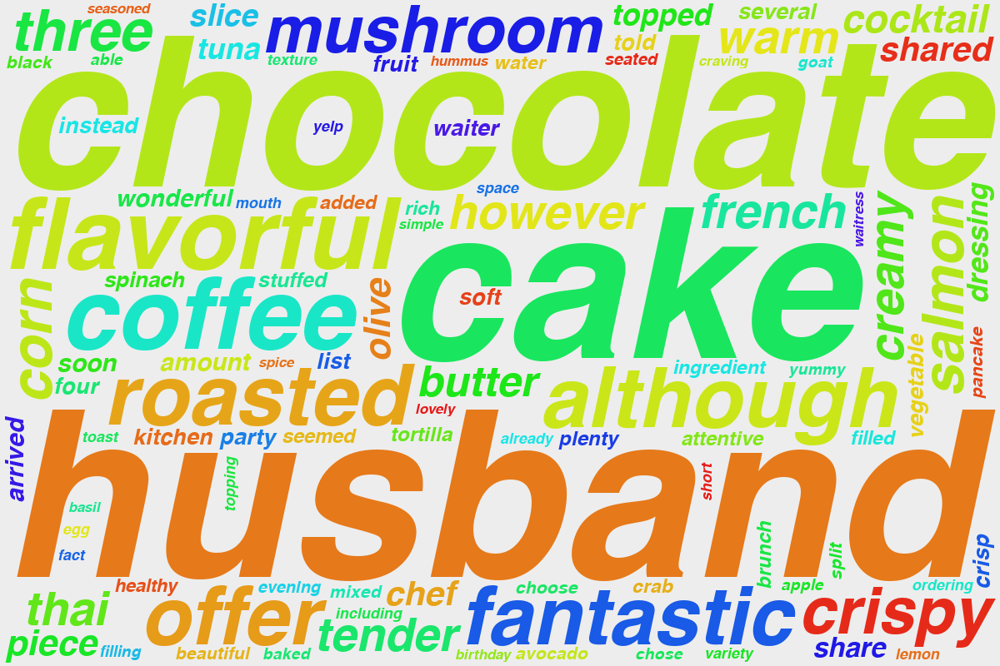 seasoned
three
slice
mushroom
topped
several
cocktail
tuna
told
warm
shared
black
able
texture
fruit
hummus
water
seated
craving
goat
chocolate
instead
yelp
waiter
space
wonderful
mouth
added
rich
simple
however
french
waitress
flavorful
cake
creamy
salmon
dressing
spinach
stuffed
corn
coffee
olive
soft
soon
amount
spice
list
four
roasted
butter
although
ingredient
yummy
vegetable
pancake
lovely
arrived
toast
kitchen
party
seemed
tortilla
already
plenty
attentive
filled
husband
topping
short
basil
egg
fact
brunch
split
crisp
healthy
evening
mixed
chef
choose
crab
apple
ordering
thai
offer
including
tender
fantastic
crispy
piece
filling
beautiful
baked
birthday
avocado
chose
variety
share
lemon